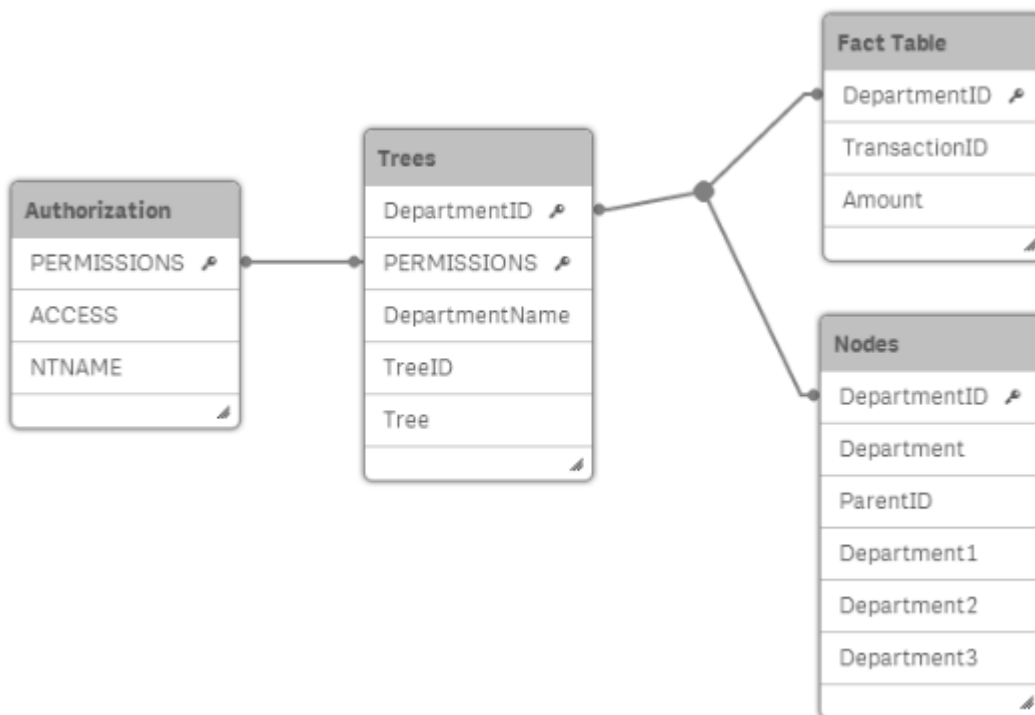 Authorization
PERMISSIONS
ACCESS
NTNAME
Trees
DepartmentID
PERMISSIONS
DepartmentName
TreeID
Tree
Fact Table
DepartmentID
TransactionID
Amount
Nodes
DepartmentID
Department
ParentID
Department1
Department2
Department3